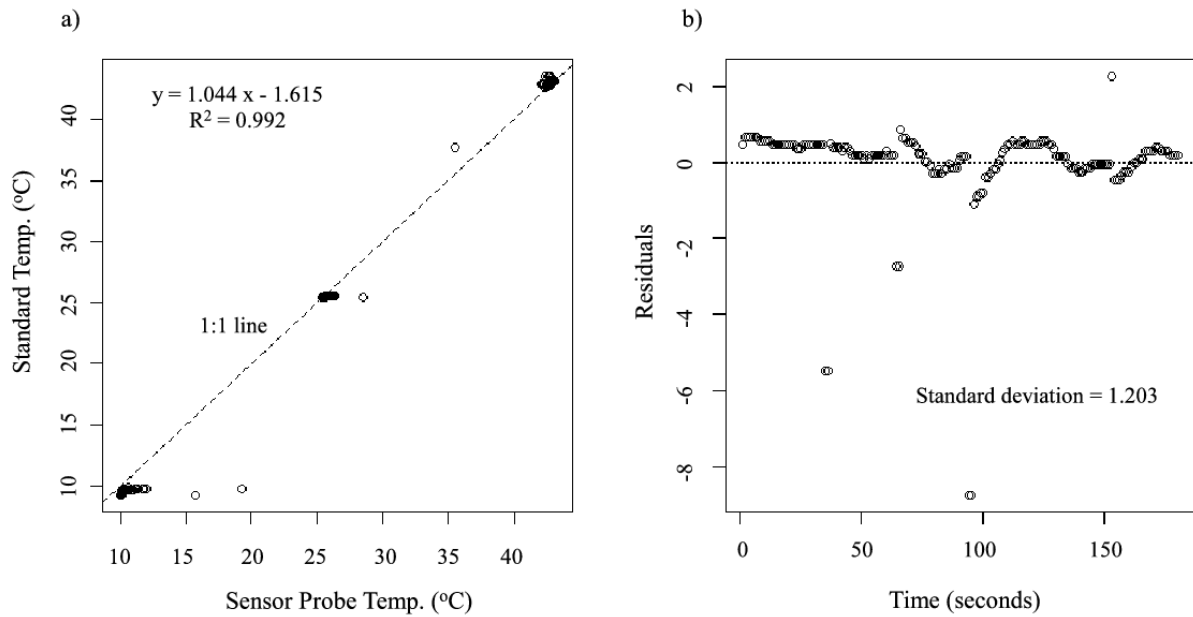 a)
y = 1.044 x - 1.615
R² = 0.992
1:1 line
Standard Temp. (°C)
10
15
20
25
30
35
40
10
15
20
25
30
35
40
Sensor Probe Temp. (°C)
b)
Standard deviation = 1.203
Residuals
2
0
-2
-4
-6
-8
0
50
100
150
Time (seconds)